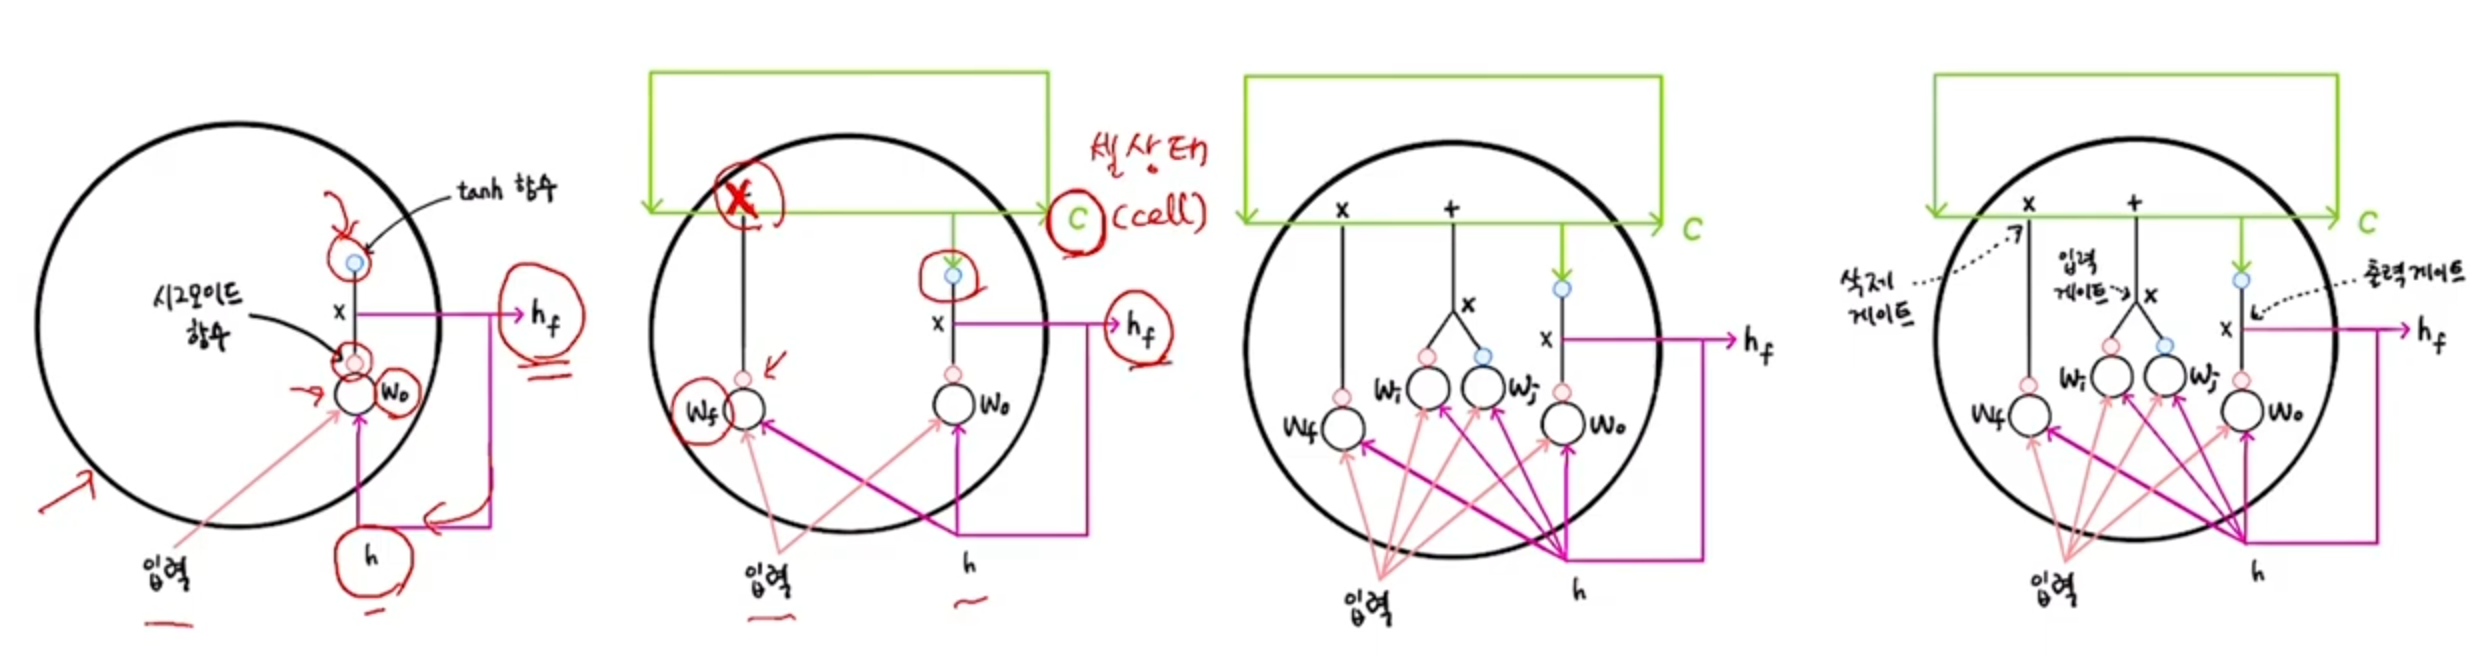 tanh 함수
시그모이드
함수
x
h_f
w_o
입력
h
X
셀 상태
C (cell)
x
h_f
w_f
w_o
입력
h
x
+
C
x
x
h_f
w_i
w_j
w_f
w_o
입력
h
x
+
C
삭제
게이트
입력
게이트
x
출력 게이트
x
h_f
w_i
w_j
w_f
w_o
입력
h